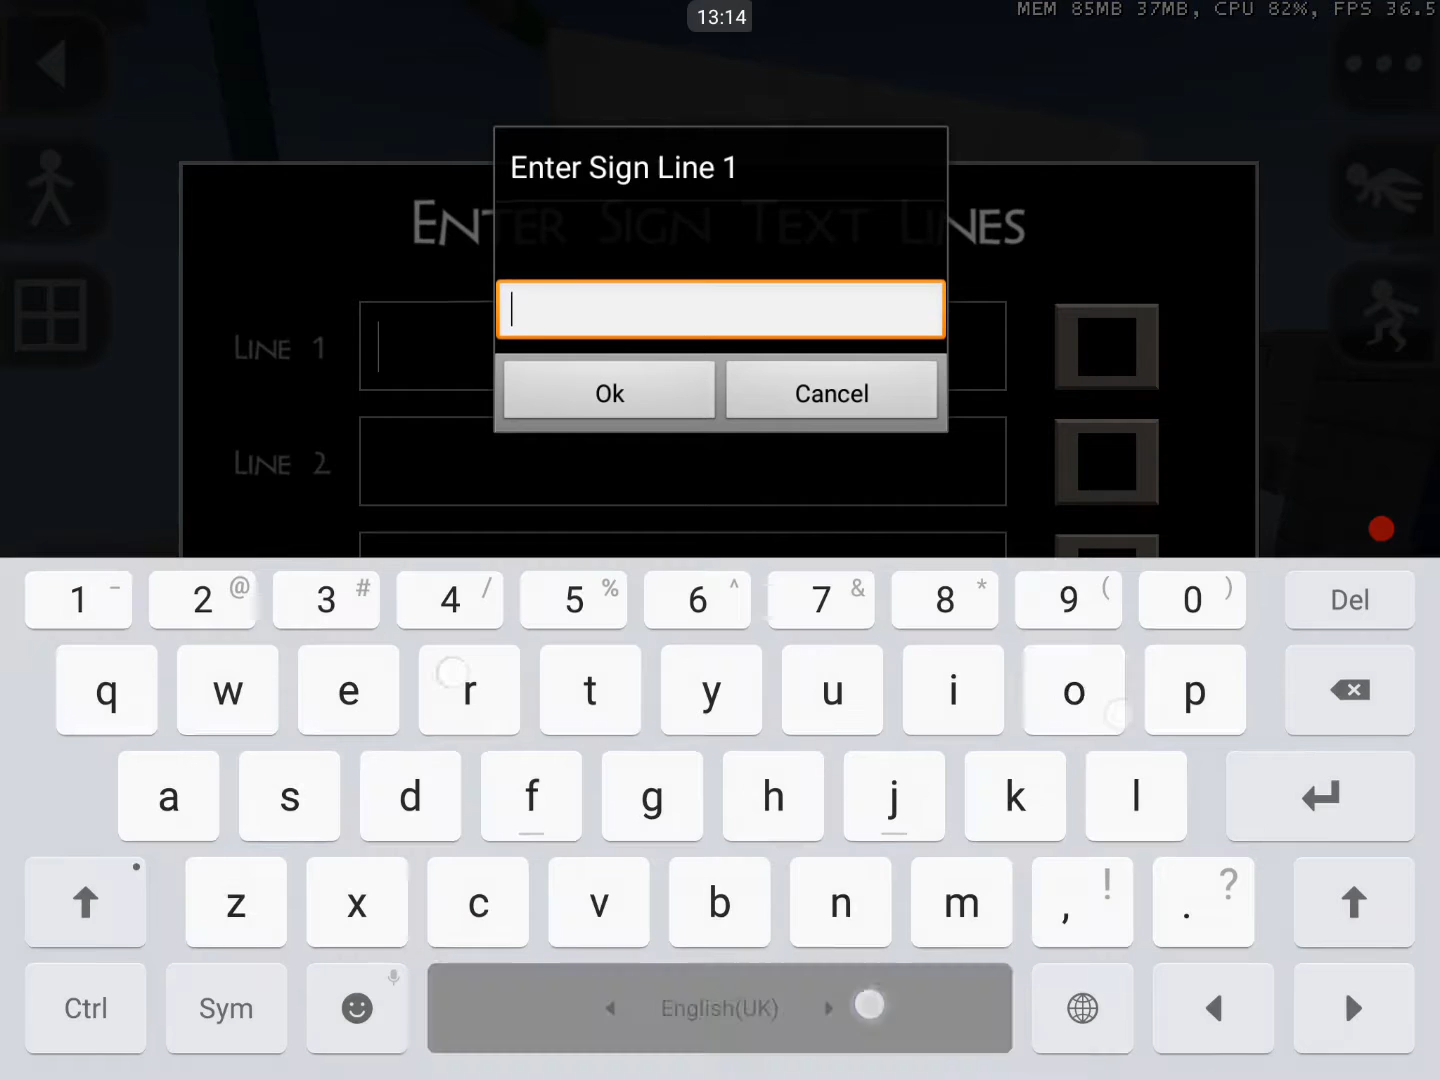 13:14
MEM 85MB 37MB, CPU 82%, FPS 36.5
Enter Sign Line 1
ENTER SIGN TEXT LINES
LINE 1
Ok Cancel
LINE 2
1 - 2 @ 3 # 4 / 5 % 6 ^ 7 & 8 * 9 ( 0 ) Del
q w e r t y u i o p
a s d f g h j k l
z x c v b n m , ! . ?
Ctrl Sym English(UK)